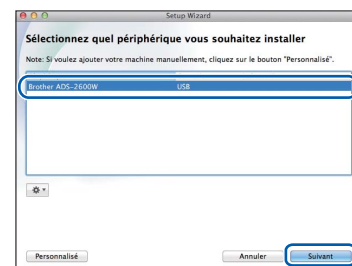 Setup Wizard
Sélectionnez quel périphérique vous souhaitez installer
Note: Si voulez ajouter votre machine manuellement, cliquez sur le bouton "Personnalisé".
Brother ADS-2600W USB
Personnalisé Annuler Suivant